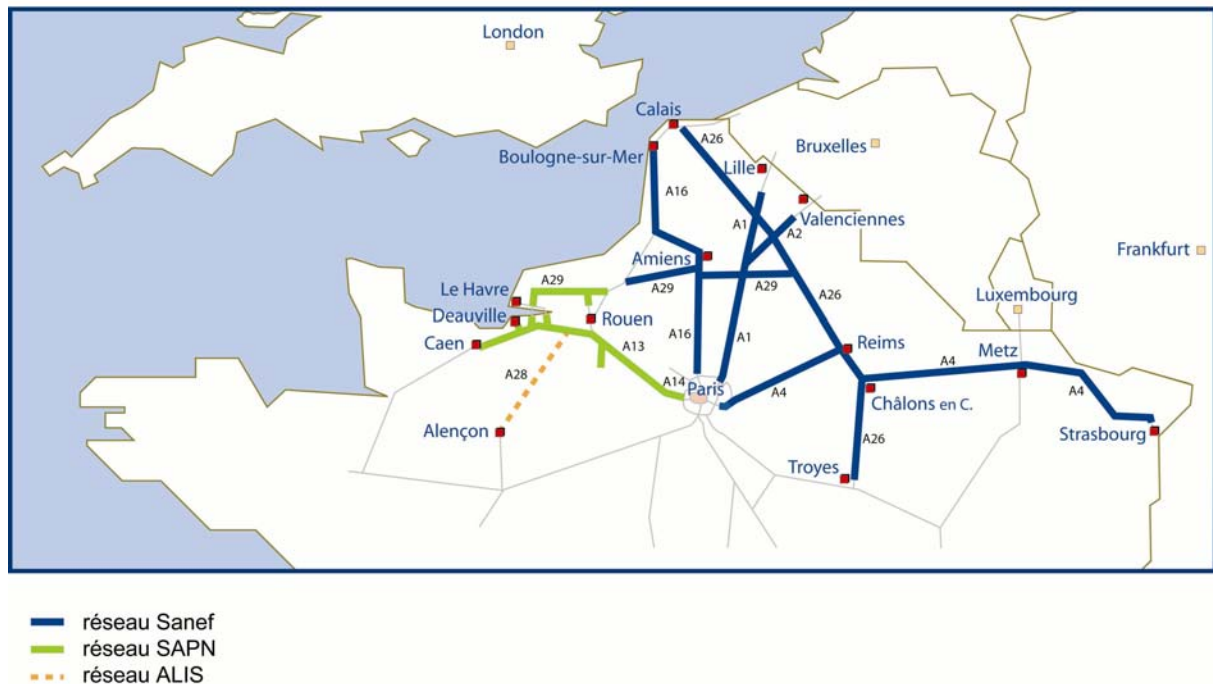 London
Calais
A26
Boulogne-sur-Mer
Lille
Bruxelles
A16
A1
Valenciennes
A2
Amiens
Frankfurt
A29
A29
A29
Le Havre
Deauville
Rouen
A26
Luxembourg
Caen
A13
A16
A1
Reims
Metz
A28
A14
Paris
A4
A4
A4
Châlons en C.
Alençon
A26
Strasbourg
Troyes
réseau Sanef
réseau SAPN
réseau ALIS